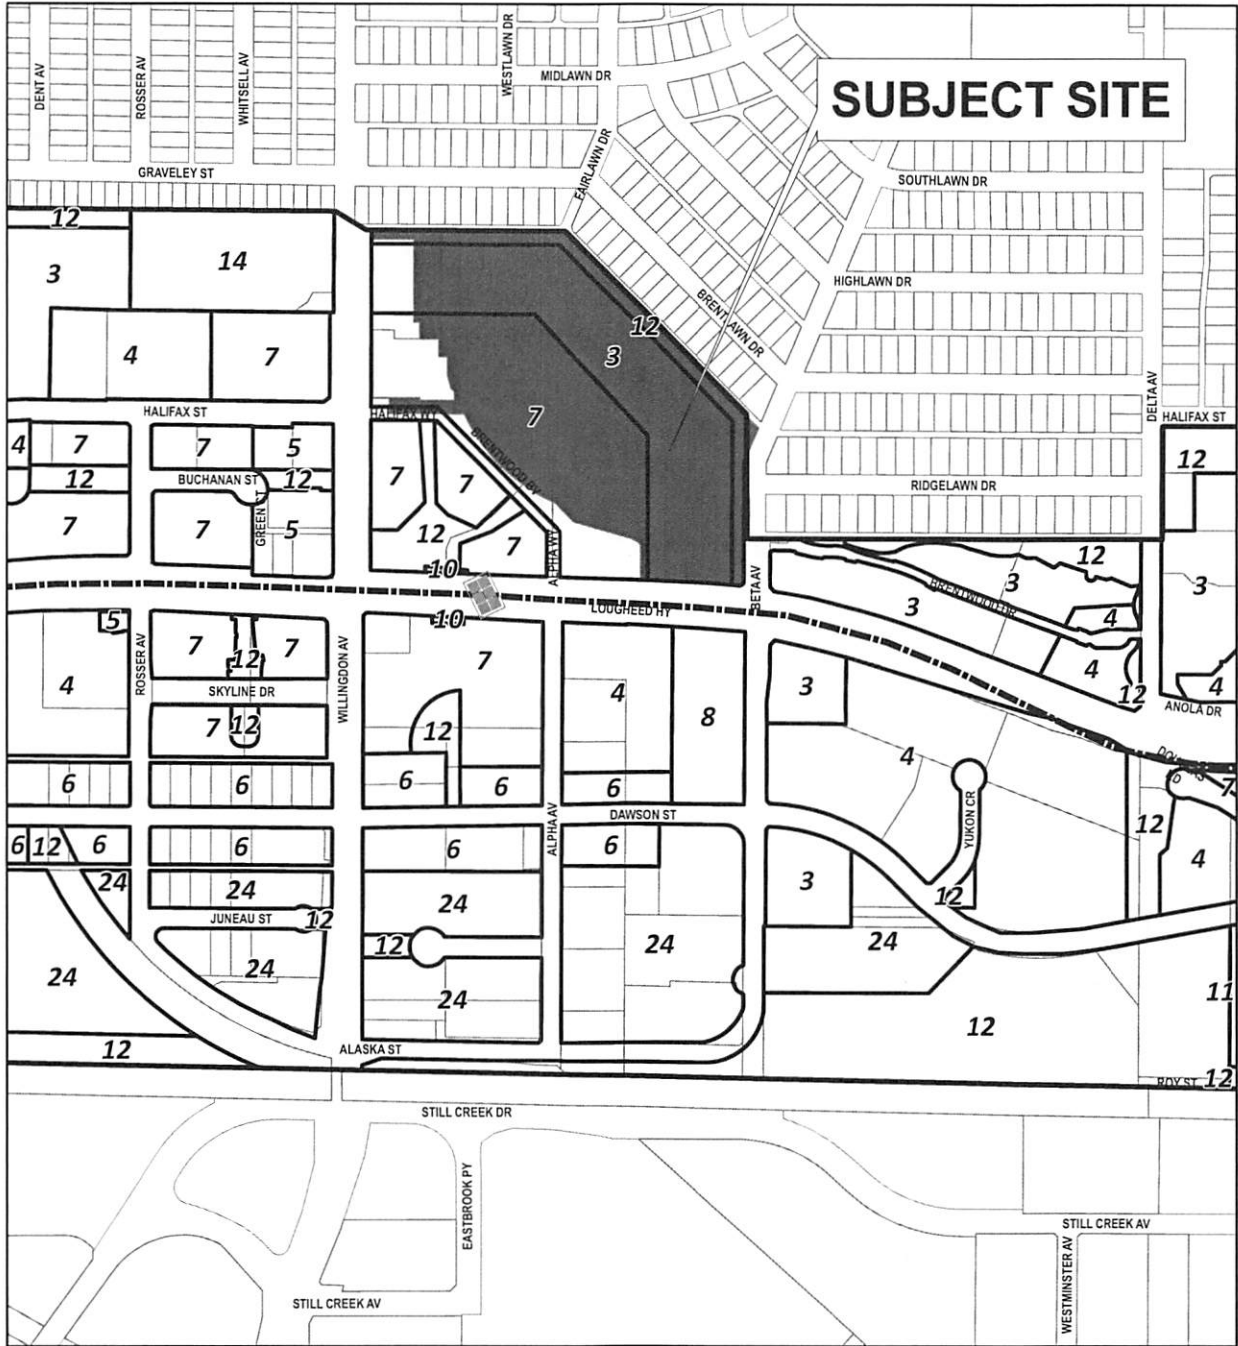 WESTLAWN DR
MIDLAWN DR
DENT AV
ROSSER AV
WHITSELL AV
SUBJECT SITE
GRAVELEY ST
FAIRLAWN DR
SOUTHLAWN DR
12
3
14
HIGHLAWN DR
BRENTLAWN DR
12
3
4
7
DELTA AV
HALIFAX ST
HALIFAX WY
7
HALIFAX ST
4
7
7
5
BRENTWOOD BV
12
7
7
12
BUCHANAN ST
12
RIDGELAWN DR
7
7
GREEN ST
5
12
7
ALPHA WY
12
10
BETA AV
3
BRENTWOOD DR
3
3
10
LOUGHEED HY
4
5
ROSSER AV
7
12
7
WILLINGDON AV
7
4
SKYLINE DR
4
3
4
12
4
ANOLA DR
7
12
12
8
4
7
6
6
6
6
6
DAWSON ST
YUKON CR
12
4
6
12
6
6
6
ALPHA AV
6
3
24
24
24
12
JUNEAU ST
12
12
24
24
24
24
24
11
12
12
ALASKA ST
ROY ST
12
STILL CREEK DR
EASTBROOK PY
STILL CREEK AV
WESTMINSTER AV
STILL CREEK AV